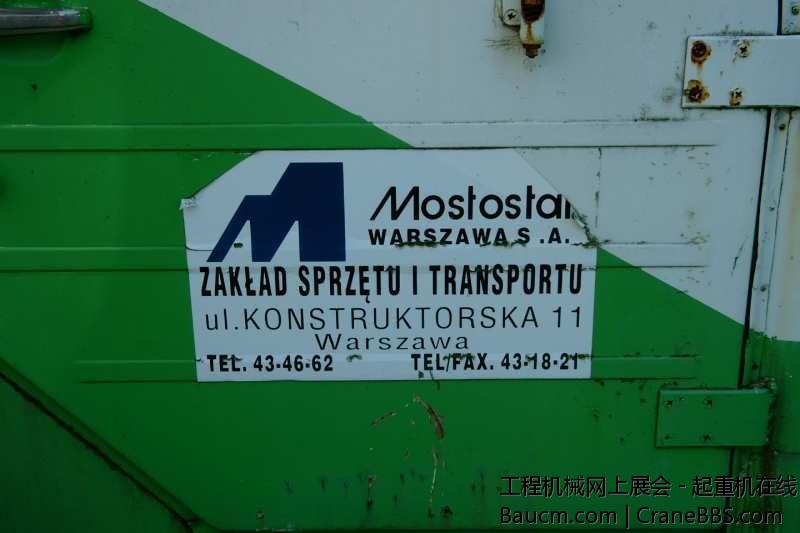 Mostostal
WARSZAWA S.A.
ZAKŁAD SPRZĘTU I TRANSPORTU
ul.KONSTRUKTORSKA 11
Warszawa
TEL. 43-46-62 TEL/FAX. 43-18-21
工程机械网上展会 - 起重机在线
Baucm.com | CraneBBS.com